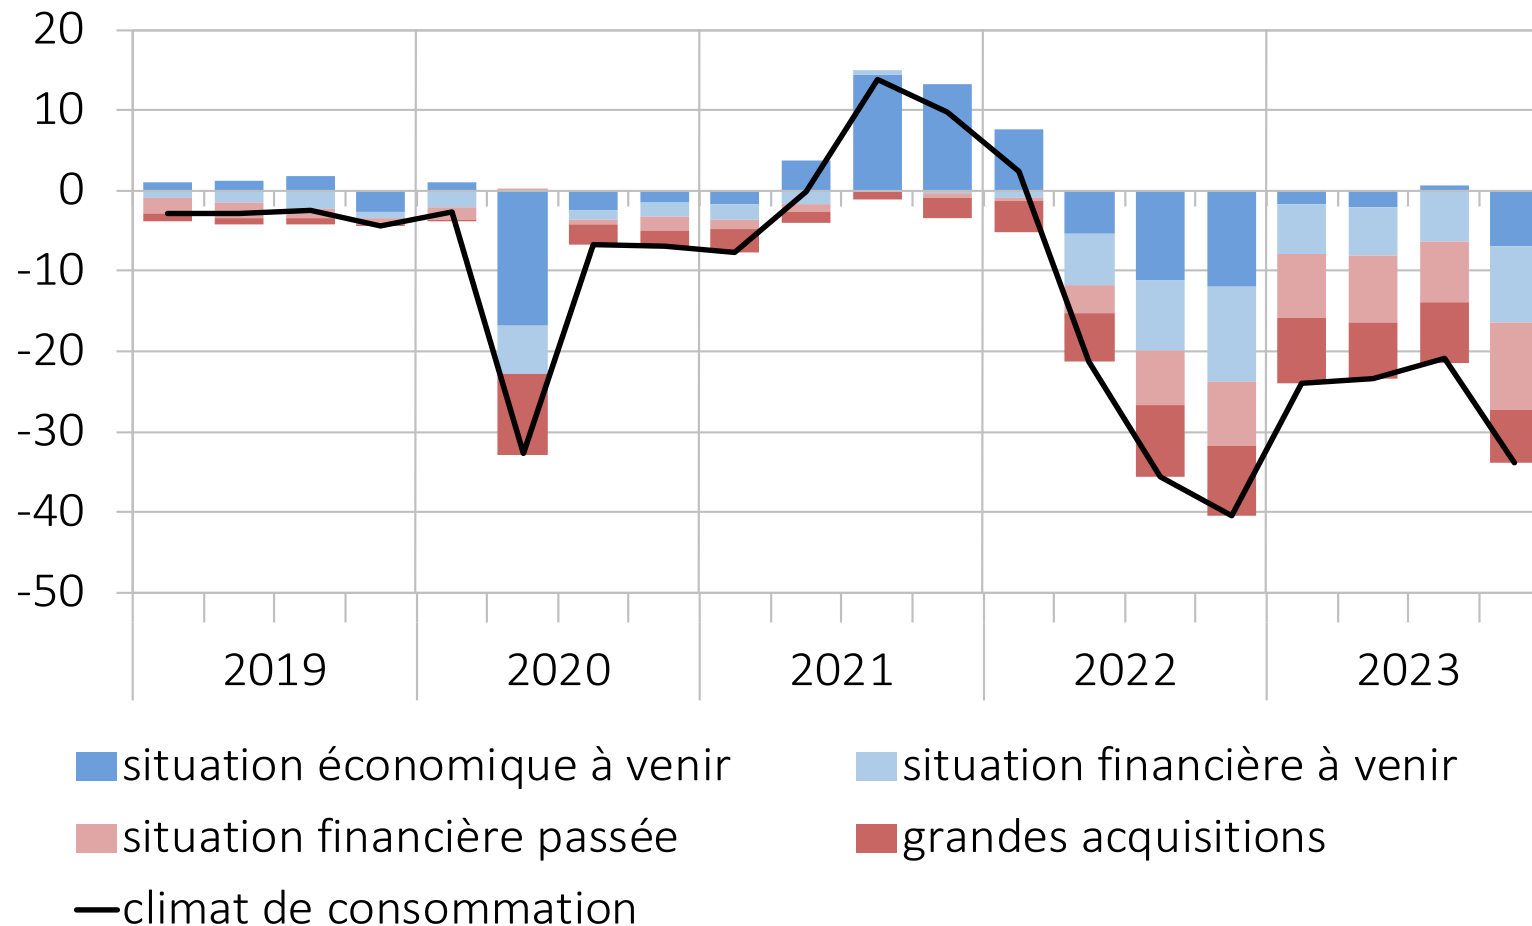 20
10
0
-10
-20
-30
-40
-50
2019 2020 2021 2022 2023
situation économique à venir situation financière à venir
situation financière passée grandes acquisitions
climat de consommation